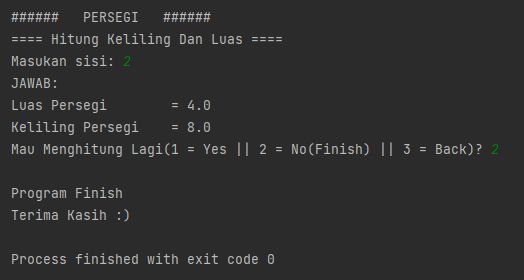 ######   PERSEGI   ######
==== Hitung Keliling Dan Luas ====
Masukan sisi: 2
JAWAB:
Luas Persegi        = 4.0
Keliling Persegi    = 8.0
Mau Menghitung Lagi(1 = Yes || 2 = No(Finish) || 3 = Back)? 2
Program Finish
Terima Kasih :)
Process finished with exit code 0